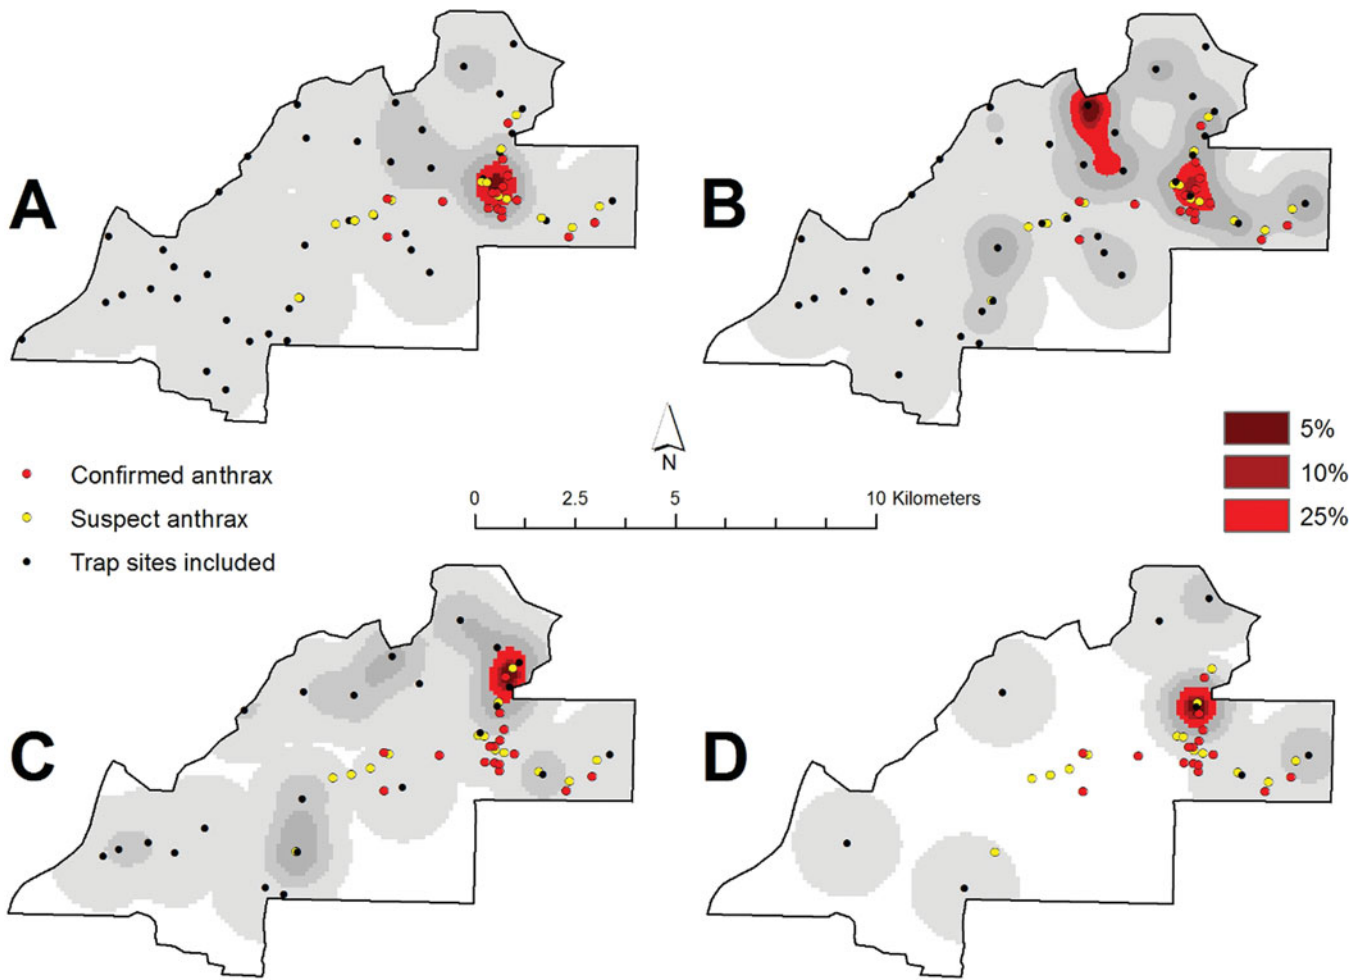 A
B
5%
10%
25%
N
Confirmed anthrax
Suspect anthrax
Trap sites included
0 2.5 5 10 Kilometers
C
D